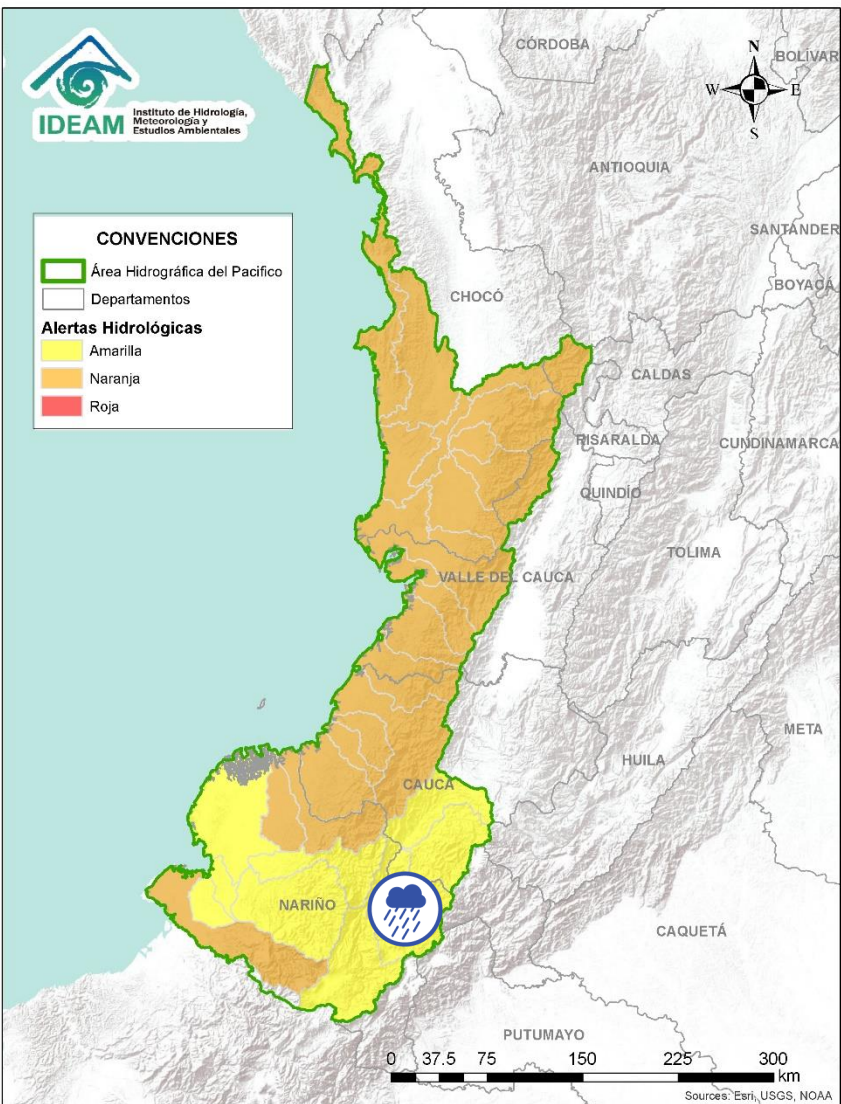 IDEAM
Instituto de Hidrología,
Meteorología y
Estudios Ambientales
CÓRDOBA
N
BOLÍVAR
W
E
S
ANTIOQUIA
SANTANDER
CONVENCIONES
Área Hidrográfica del Pacifico
Departamentos
Alertas Hidrológicas
Amarilla
Naranja
Roja
BOYACÁ
CHOCÓ
CALDAS
RISARALDA
CUNDINAMARCA
QUINDÍO
TOLIMA
VALLE DEL CAUCA
META
HUILA
CAUCA
NARIÑO
CAQUETÁ
PUTUMAYO
0 37.5 75 150 225 300
km
Sources: Esri, USGS, NOAA